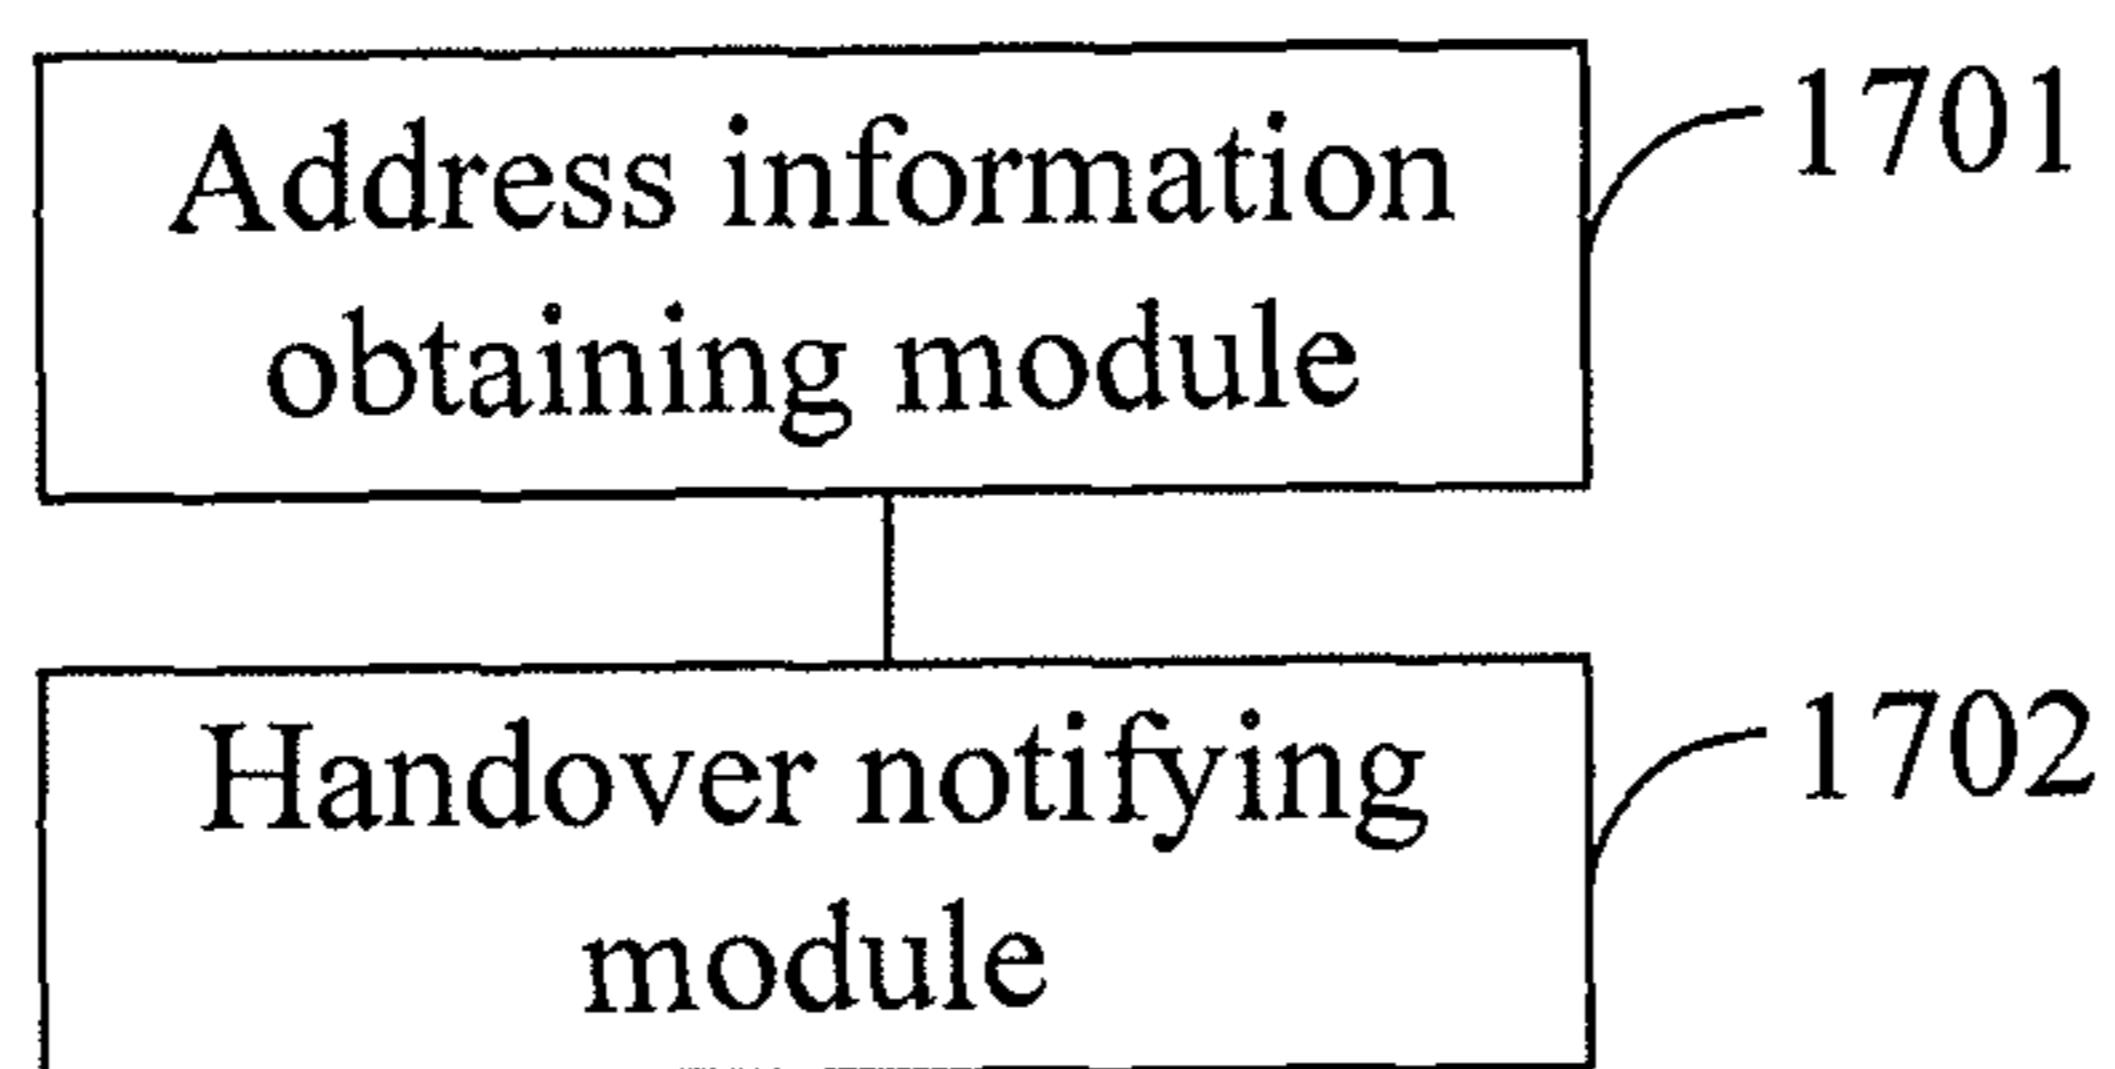 Address information
obtaining module
1701
Handover notifying
module
1702